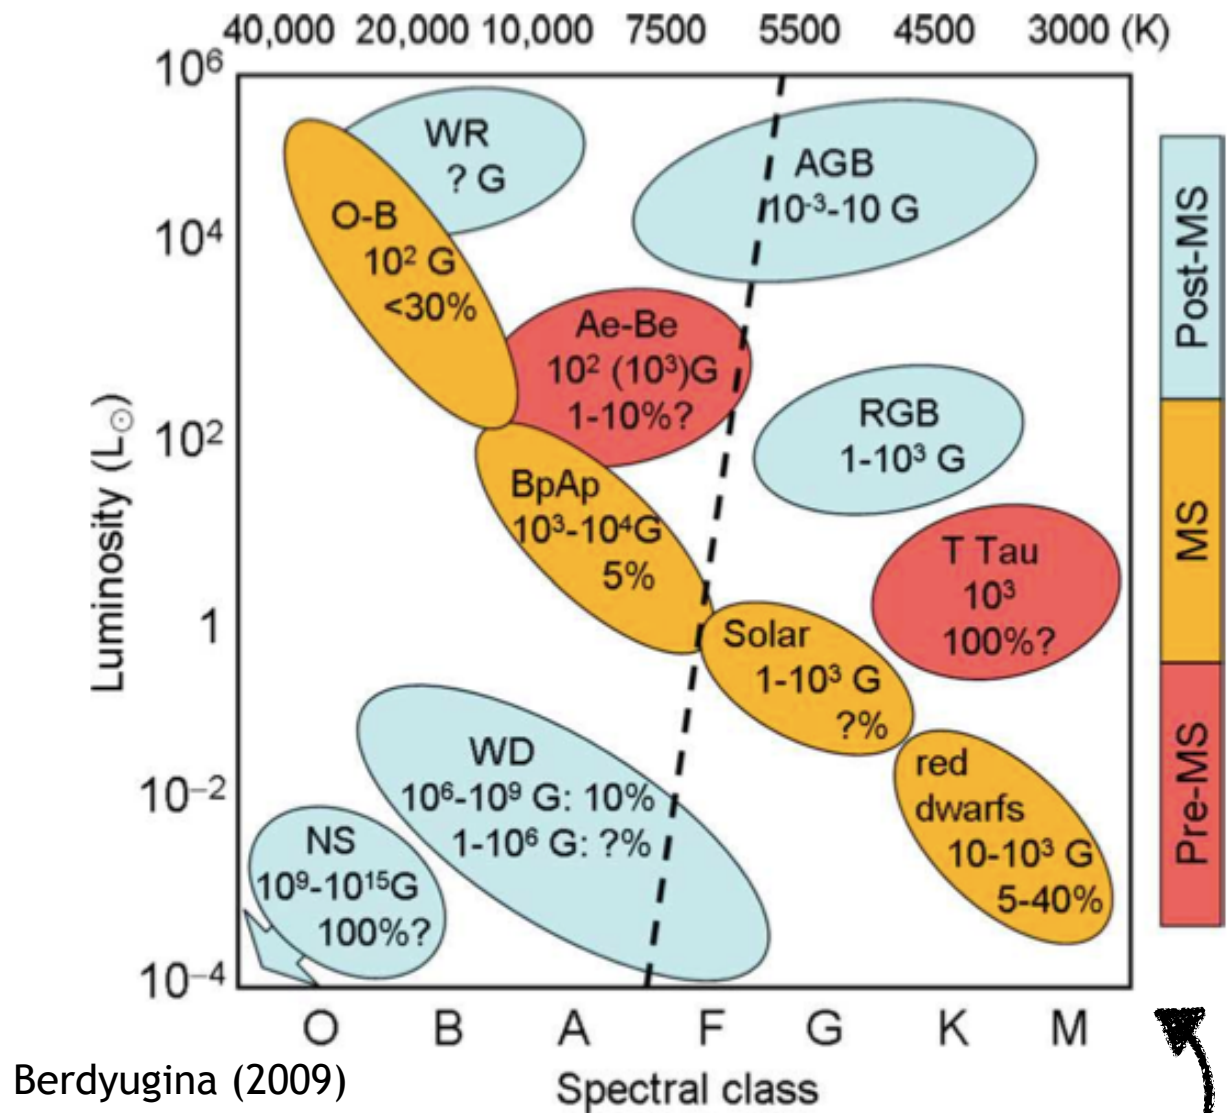 40,000 20,000 10,000 7500 5500 4500 3000 (K)
10⁶
WR
? G
AGB
10⁻³-10 G
O-B
10² G
<30%
10⁴
Ae-Be
10² (10³)G
1-10%?
RGB
1-10³ G
10²
BpAp
10³-10⁴G
5%
T Tau
10³
100%?
1
Solar
1-10³ G
?%
WD
10⁶-10⁹ G: 10%
1-10⁶ G: ?%
red
dwarfs
10-10³ G
5-40%
10⁻²
NS
10⁹-10¹⁵G
100%?
10⁻⁴
Luminosity (L☉)
Post-MS
MS
Pre-MS
O B A F G K M
Spectral class
Berdyugina (2009)